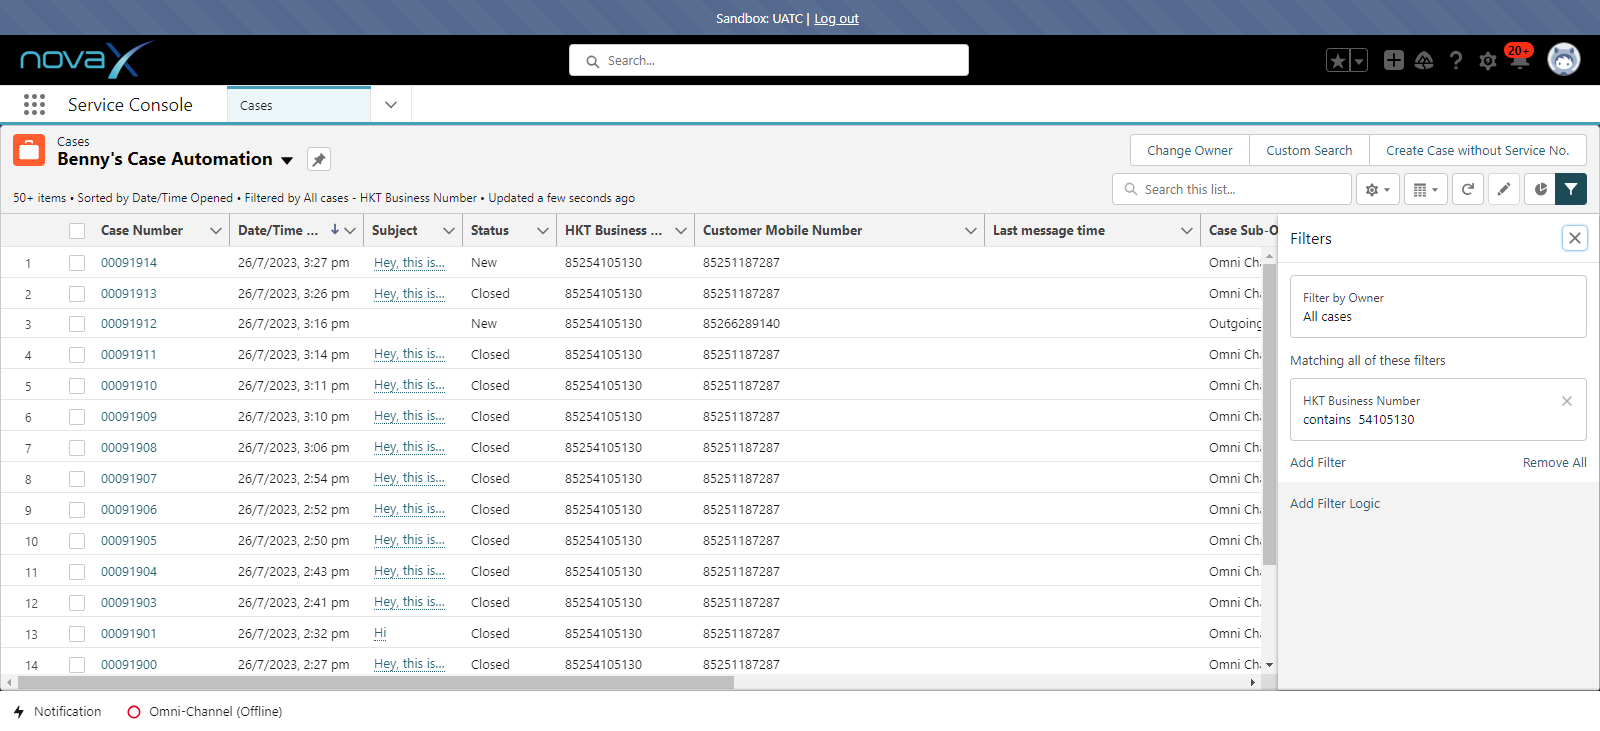 Sandbox: UATC | Log out
novaX
Search...
20+
Service Console
Cases
Cases
Benny's Case Automation
Change Owner
Custom Search
Create Case without Service No.
50+ items • Sorted by Date/Time Opened • Filtered by All cases - HKT Business Number • Updated a few seconds ago
Search this list...
Case Number Date/Time ... Subject Status HKT Business ... Customer Mobile Number Last message time Case Sub-O
1 00091914 26/7/2023, 3:27 pm Hey, this is... New 85254105130 85251187287 Omni Cha
2 00091913 26/7/2023, 3:26 pm Hey, this is... Closed 85254105130 85251187287 Omni Cha
3 00091912 26/7/2023, 3:16 pm New 85254105130 85266289140 Outgoing
4 00091911 26/7/2023, 3:14 pm Hey, this is... Closed 85254105130 85251187287 Omni Cha
5 00091910 26/7/2023, 3:11 pm Hey, this is... Closed 85254105130 85251187287 Omni Cha
6 00091909 26/7/2023, 3:10 pm Hey, this is... Closed 85254105130 85251187287 Omni Cha
7 00091908 26/7/2023, 3:06 pm Hey, this is... Closed 85254105130 85251187287 Omni Cha
8 00091907 26/7/2023, 2:54 pm Hey, this is... Closed 85254105130 85251187287 Omni Cha
9 00091906 26/7/2023, 2:52 pm Hey, this is... Closed 85254105130 85251187287 Omni Cha
10 00091905 26/7/2023, 2:50 pm Hey, this is... Closed 85254105130 85251187287 Omni Cha
11 00091904 26/7/2023, 2:43 pm Hey, this is... Closed 85254105130 85251187287 Omni Cha
12 00091903 26/7/2023, 2:41 pm Hey, this is... Closed 85254105130 85251187287 Omni Cha
13 00091901 26/7/2023, 2:32 pm Hi Closed 85254105130 85251187287 Omni Cha
14 00091900 26/7/2023, 2:27 pm Hey, this is... Closed 85254105130 85251187287 Omni Cha
Filters
Filter by Owner
All cases
Matching all of these filters
HKT Business Number
contains 54105130
Add Filter
Remove All
Add Filter Logic
Notification
Omni-Channel (Offline)